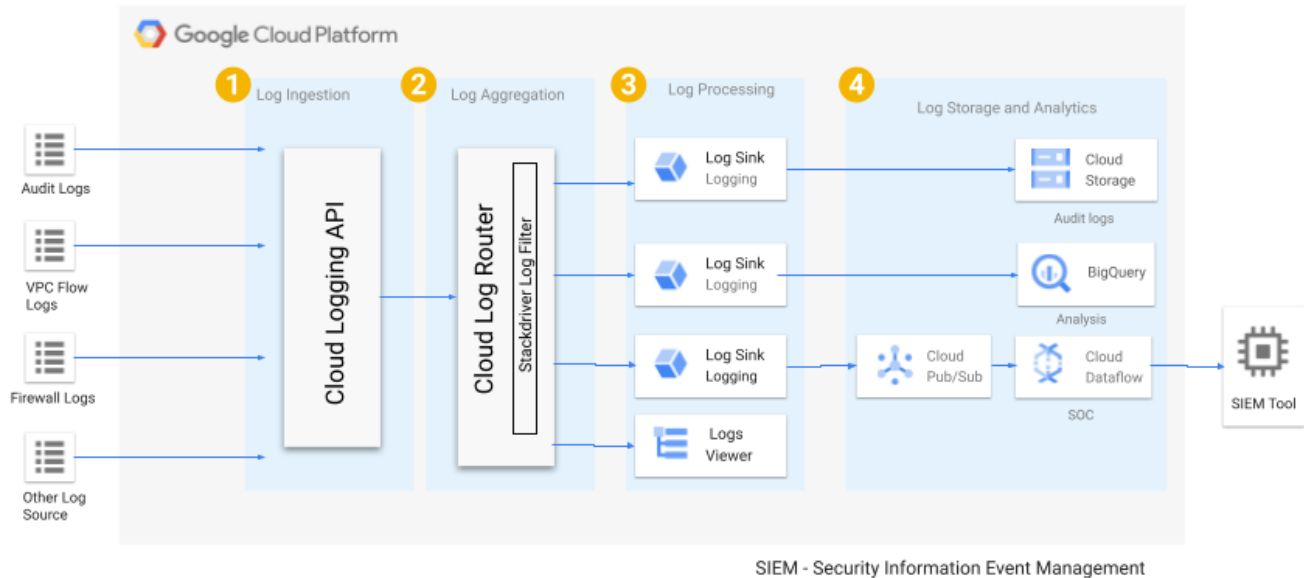 Google Cloud Platform
1
Log Ingestion
2
Log Aggregation
3
Log Processing
4
Log Storage and Analytics
Audit Logs
VPC Flow
Logs
Firewall Logs
Other Log
Source
Cloud Logging API
Cloud Log Router
Stackdriver Log Filter
Log Sink
Logging
Log Sink
Logging
Log Sink
Logging
Logs
Viewer
Cloud
Storage
Audit logs
BigQuery
Analysis
Cloud
Pub/Sub
Cloud
Dataflow
SOC
SIEM Tool
SIEM - Security Information Event Management